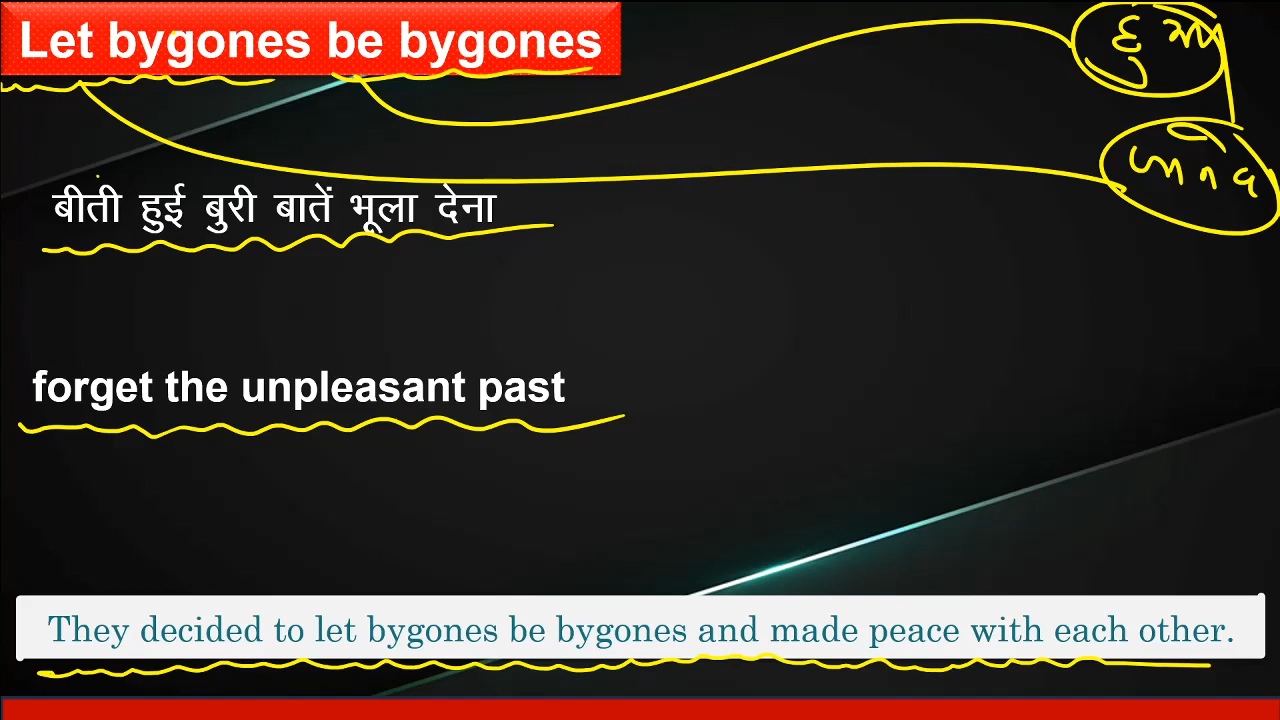 Let bygones be bygones
बीती हुई बुरी बातें भूला देना
forget the unpleasant past
They decided to let bygones be bygones and made peace with each other.